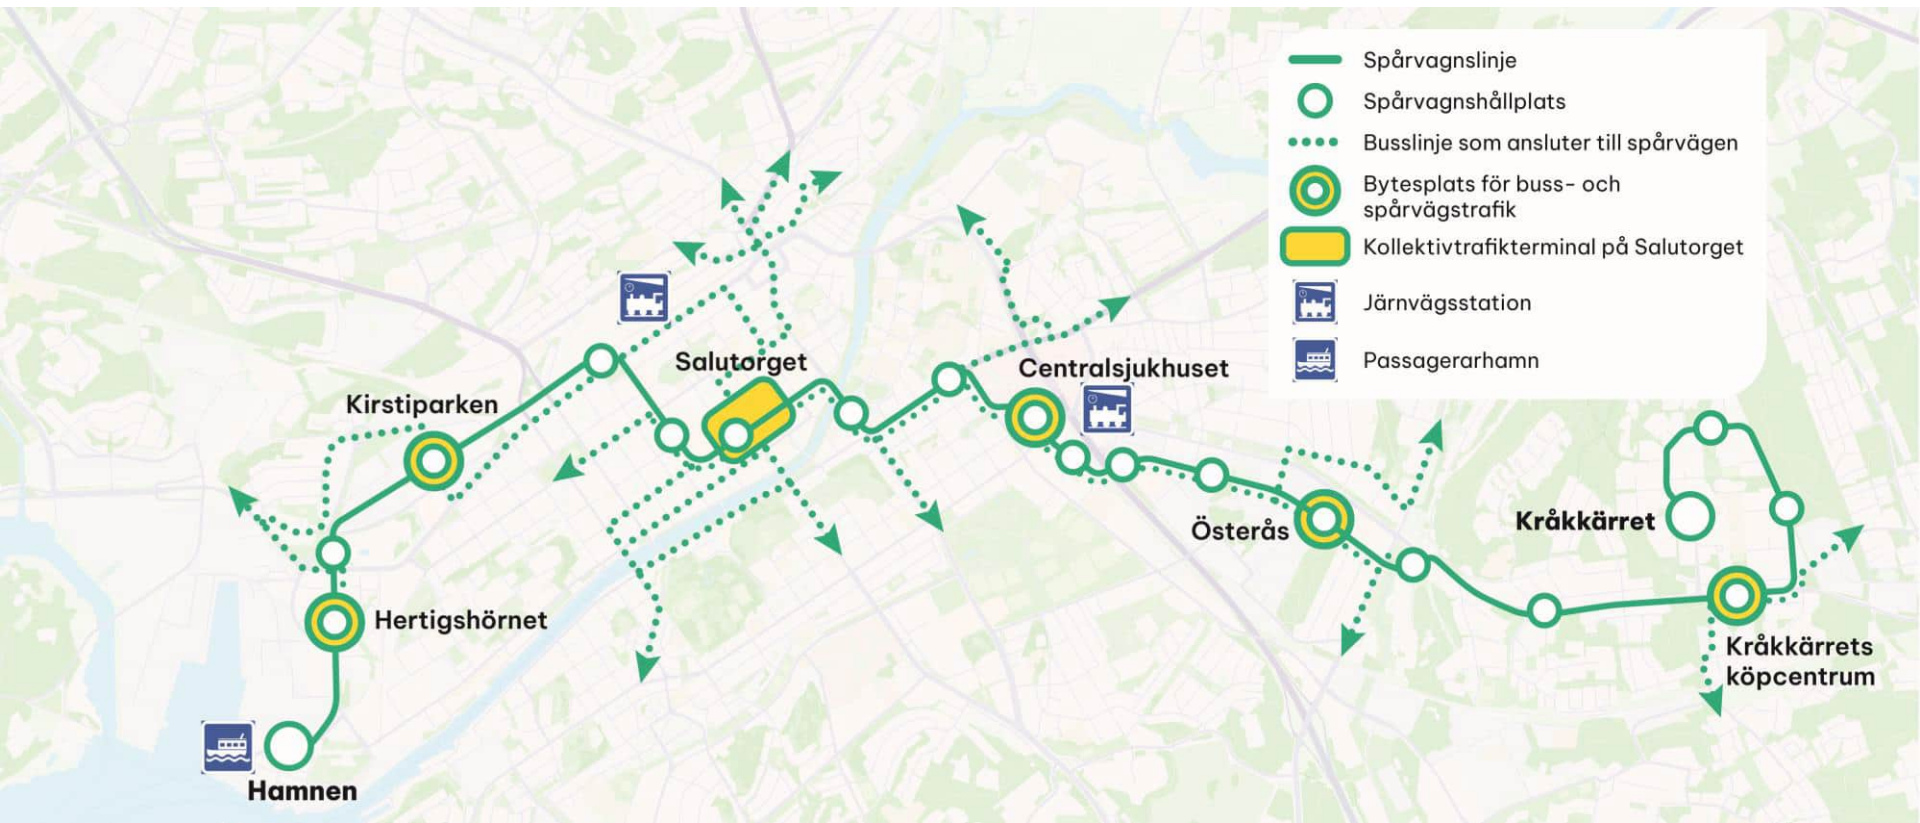 Spårvagnslinje
Spårvagnshållplats
Busslinje som ansluter till spårvägen
Bytesplats för buss- och
spårvägstrafik
Kollektivtrafikterminal på Salutorget
Järnvägsstation
Passagerarhamn
Salutorget
Centralsjukhuset
Kirstiparken
Kråkkärret
Österås
Hertigshörnet
Kråkkärrets
köpcentrum
Hamnen